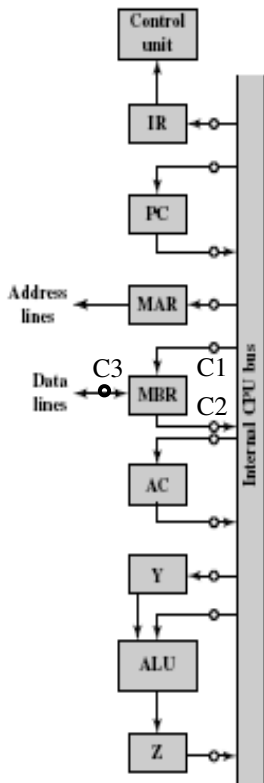 Control
unit
IR
PC
Address
lines
MAR
C1
C3
Data
lines
MBR
C2
AC
Internal CPU bus
Y
ALU
Z